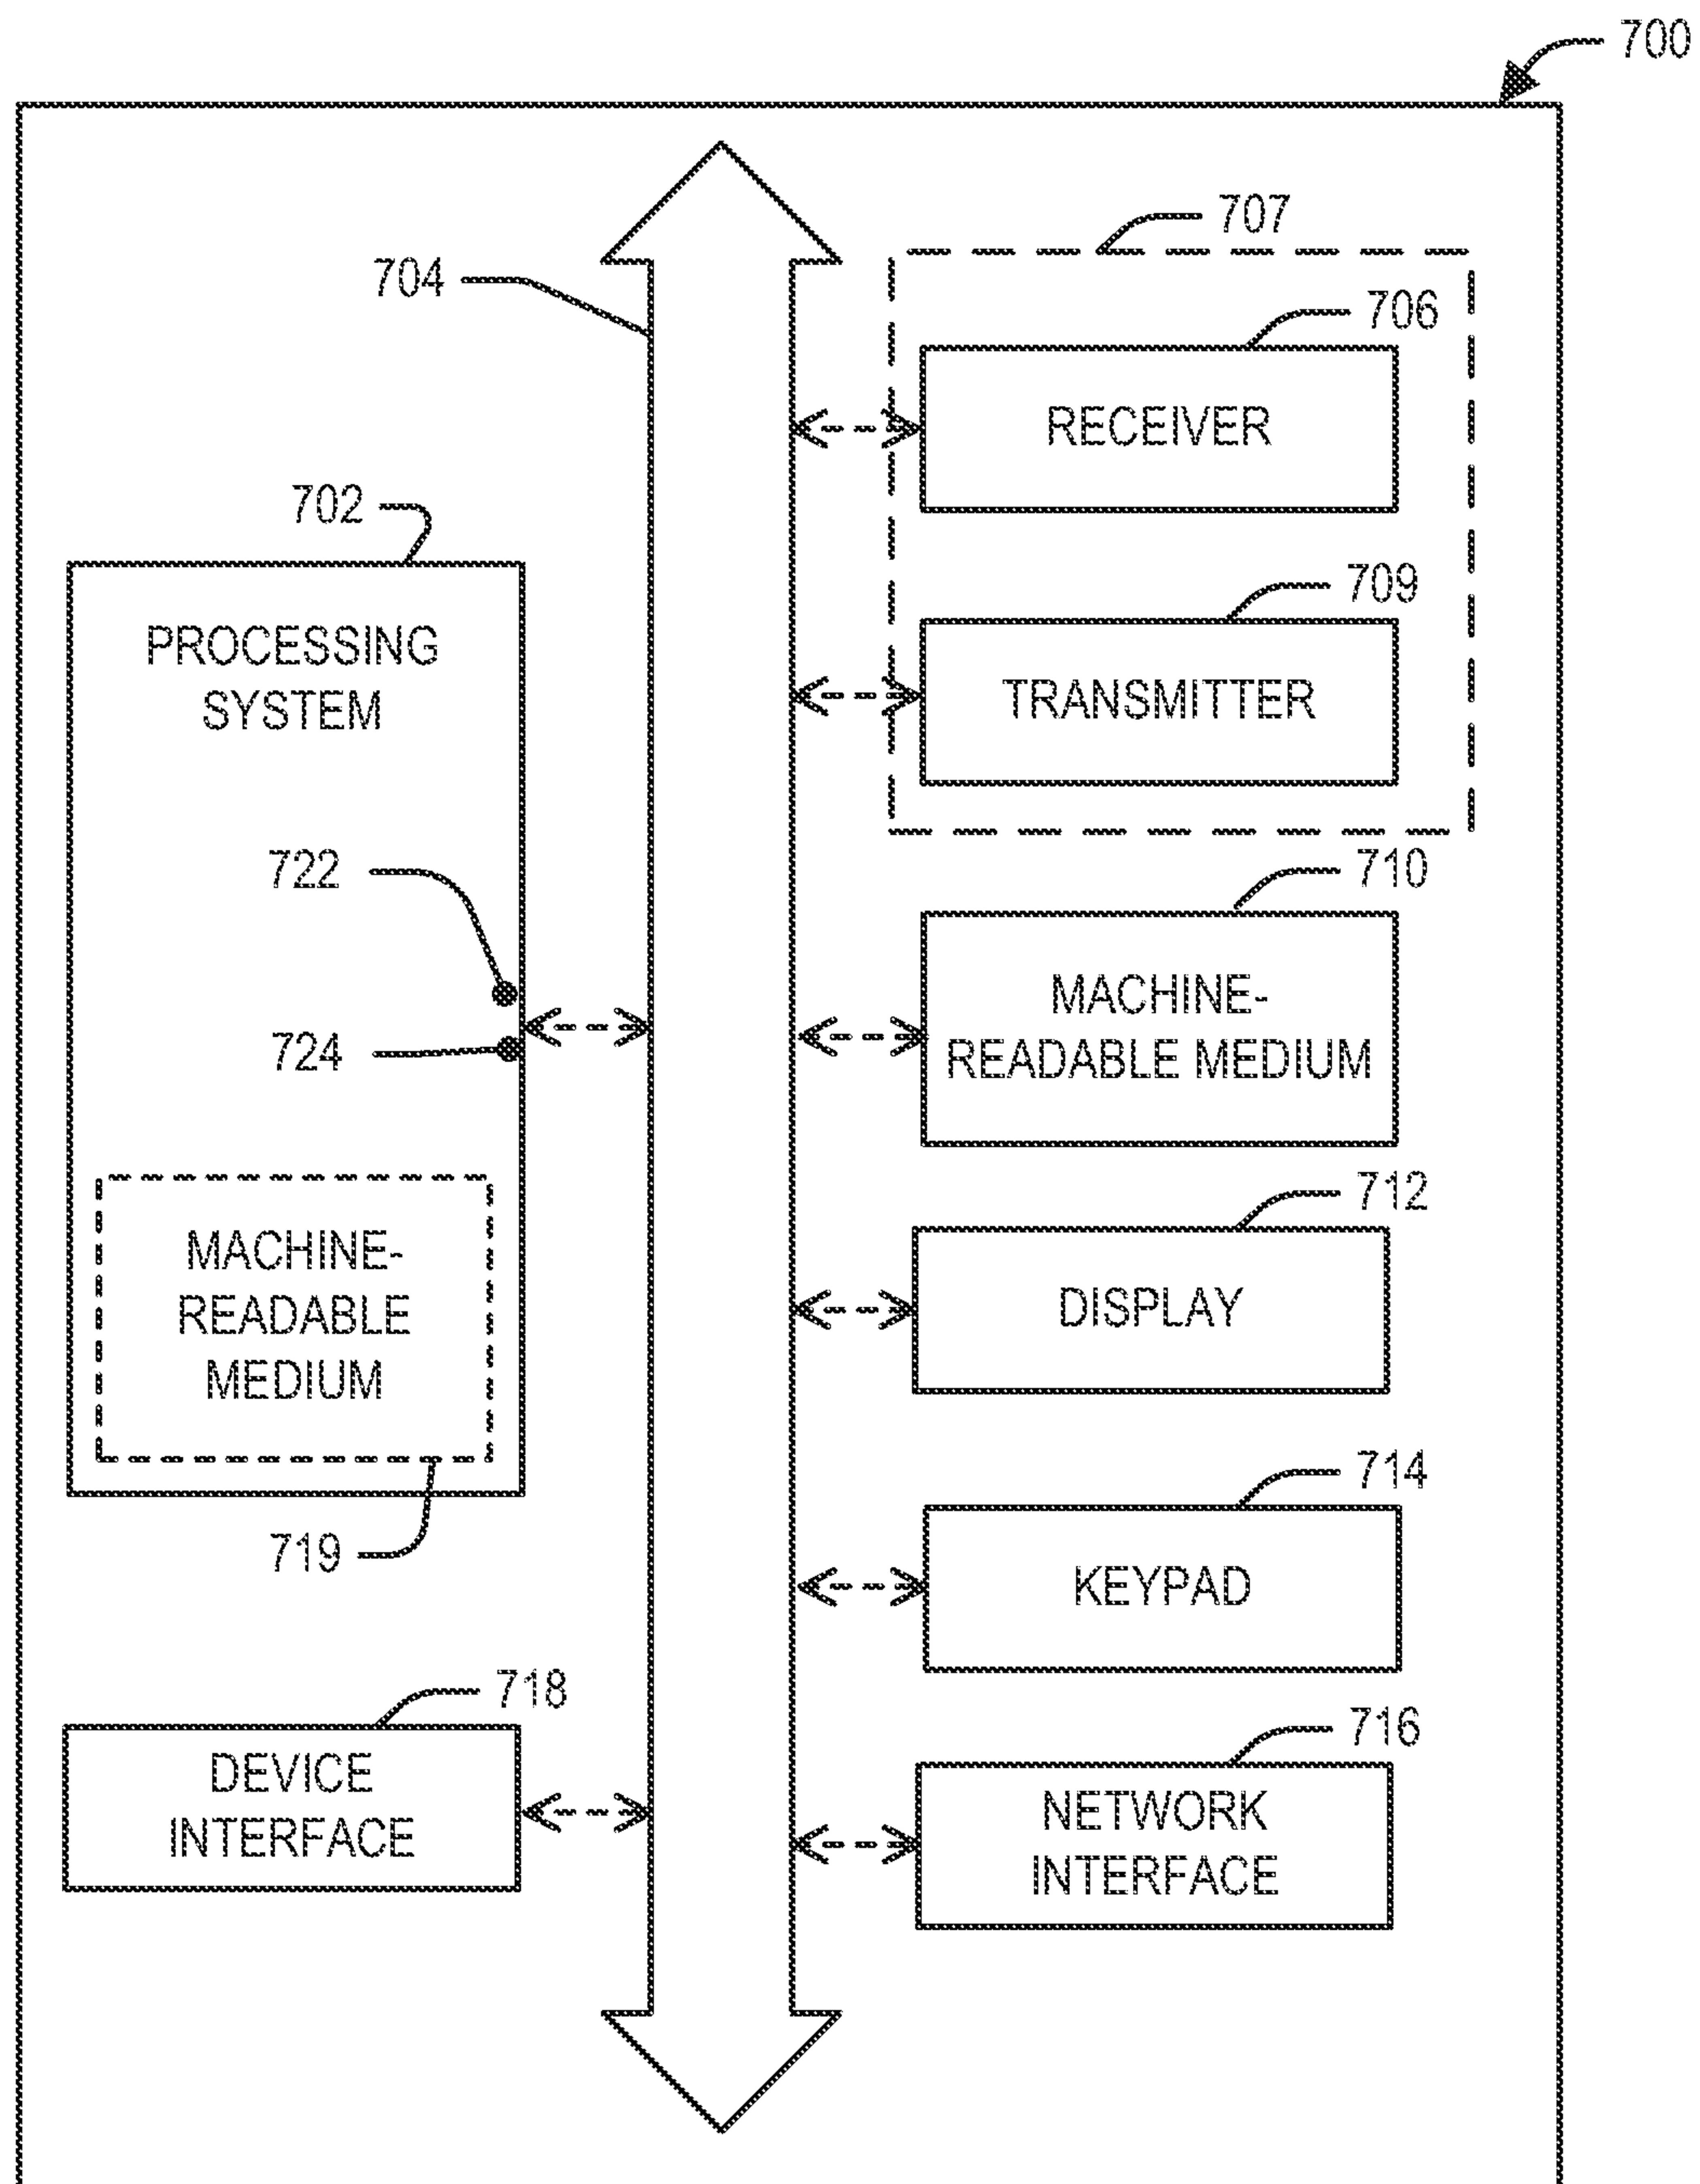 700
707
704
706
RECEIVER
702
709
PROCESSING
SYSTEM
TRANSMITTER
722
710
MACHINE-
READABLE MEDIUM
724
712
MACHINE-
READABLE
MEDIUM
DISPLAY
714
719
KEYPAD
718
716
DEVICE
INTERFACE
NETWORK
INTERFACE